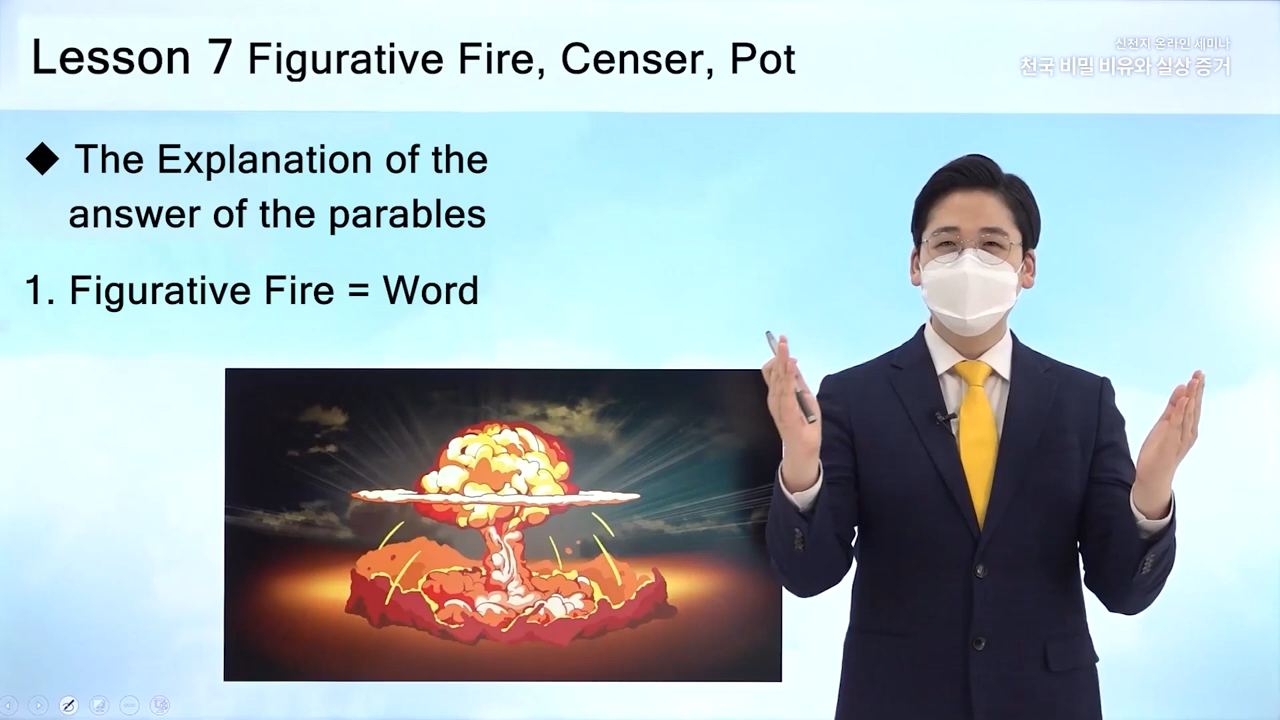 Lesson 7 Figurative Fire, Censer, Pot
신천지 온라인 세미나
천국 비밀 비유와 실상 증거
◆ The Explanation of the
answer of the parables
1. Figurative Fire = Word